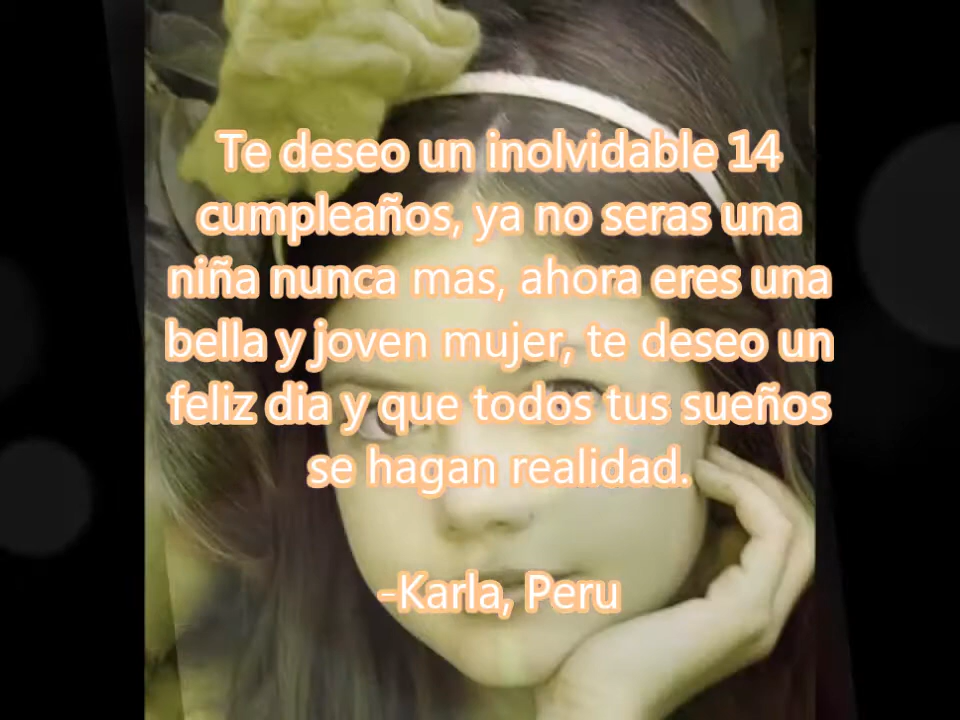 Te deseo un inolvidable 14
cumpleaños, ya no seras una
niña nunca mas, ahora eres una
bella y joven mujer, te deseo un
feliz dia y que todos tus sueños
se hagan realidad.
-Karla, Peru